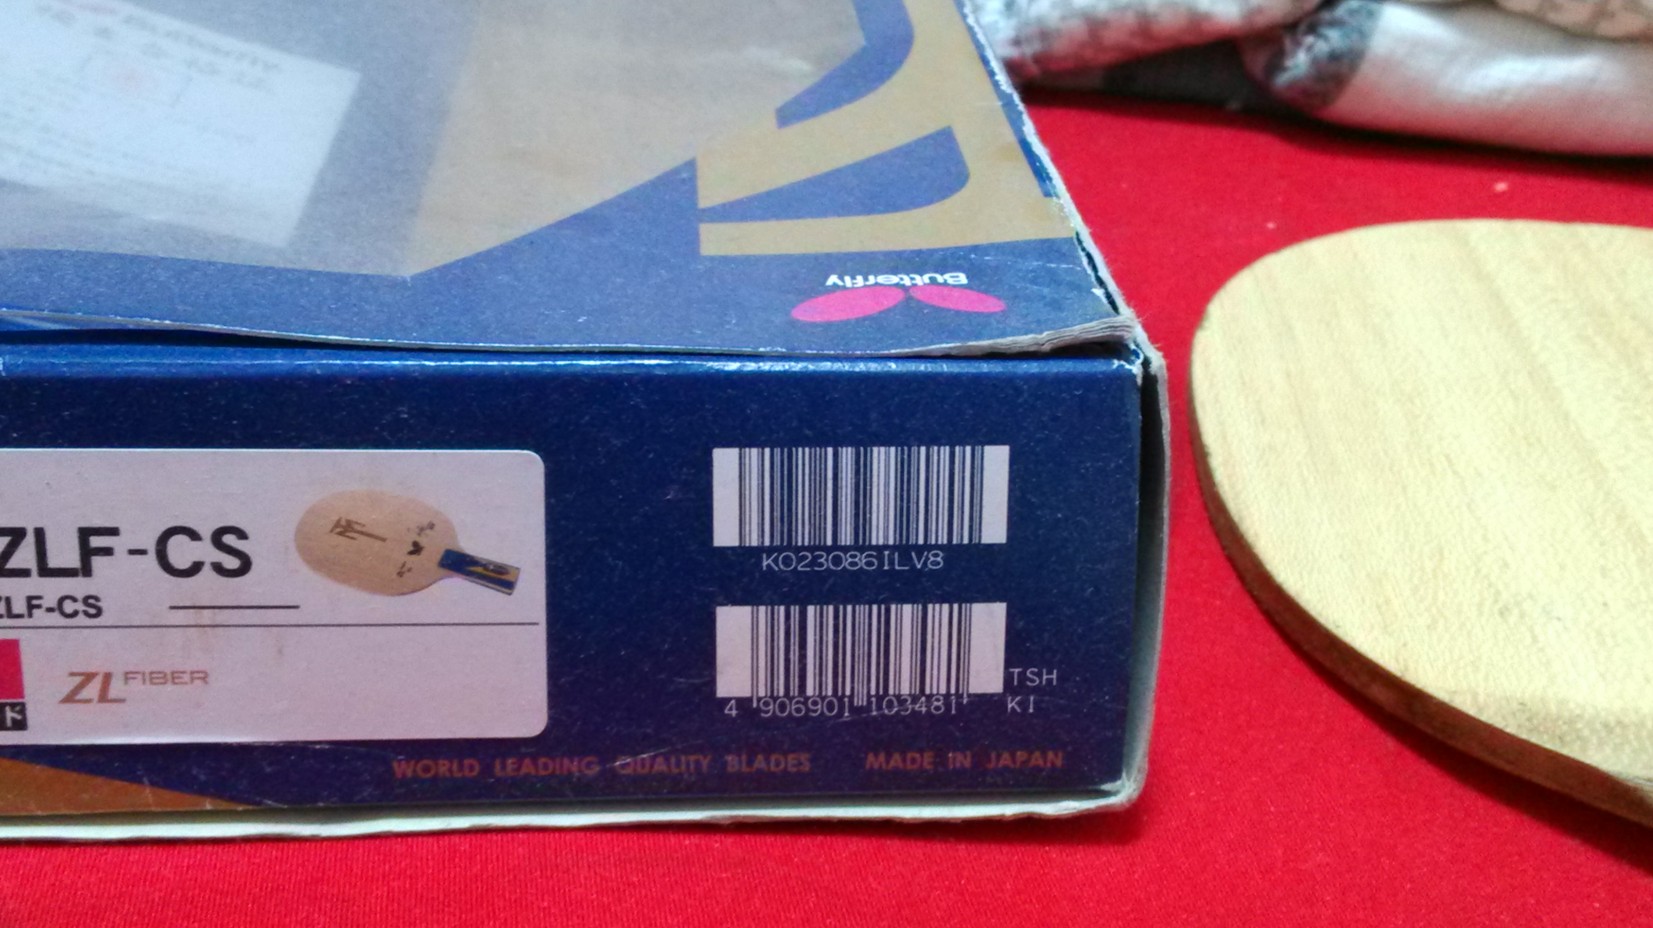 Butterfly
ZLF-CS
ZLF-CS
ZL FIBER
ド
K023086ILV8
4 906901 103481
TSH
KI
WORLD LEADING QUALITY BLADES MADE IN JAPAN